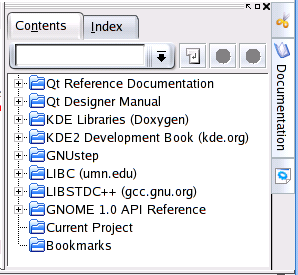 Contents Index
Qt Reference Documentation
Qt Designer Manual
KDE Libraries (Doxygen)
KDE2 Development Book (kde.org)
GNUstep
LIBC (umn.edu)
LIBSTDC++ (gcc.gnu.org)
GNOME 1.0 API Reference
Current Project
Bookmarks
Documentation